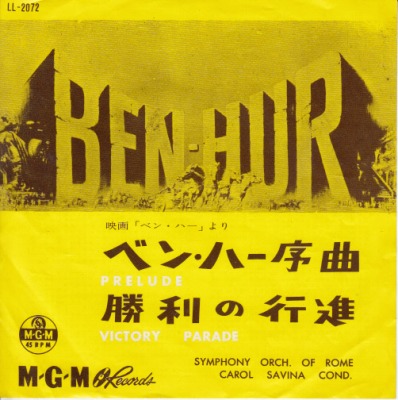 LL-2072
BEN-HUR
映画「ベン・ハー」より
ベン・ハー序曲
PRELUDE
勝利の行進
VICTORY PARADE
M-G-M
45 RPM
SYMPHONY ORCH. OF ROME
M-G-M Records
CAROL SAVINA COND.